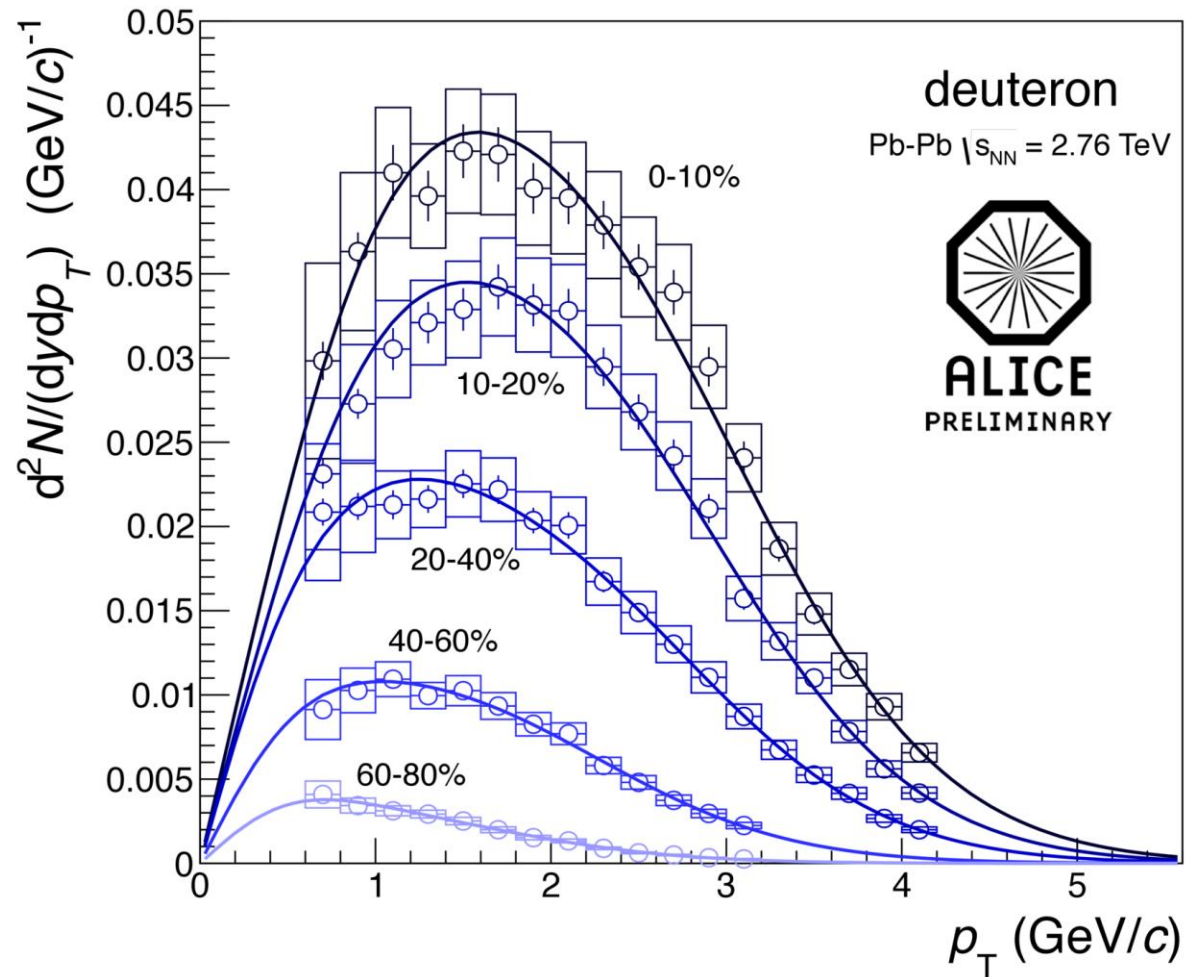 d²N/(dydp_T) (GeV/c)⁻¹
0.05
0.045
0.04
0.035
0.03
0.025
0.02
0.015
0.01
0.005
0
deuteron
Pb-Pb √s_NN = 2.76 TeV
ALICE
PRELIMINARY
0-10%
10-20%
20-40%
40-60%
60-80%
0 1 2 3 4 5
p_T (GeV/c)